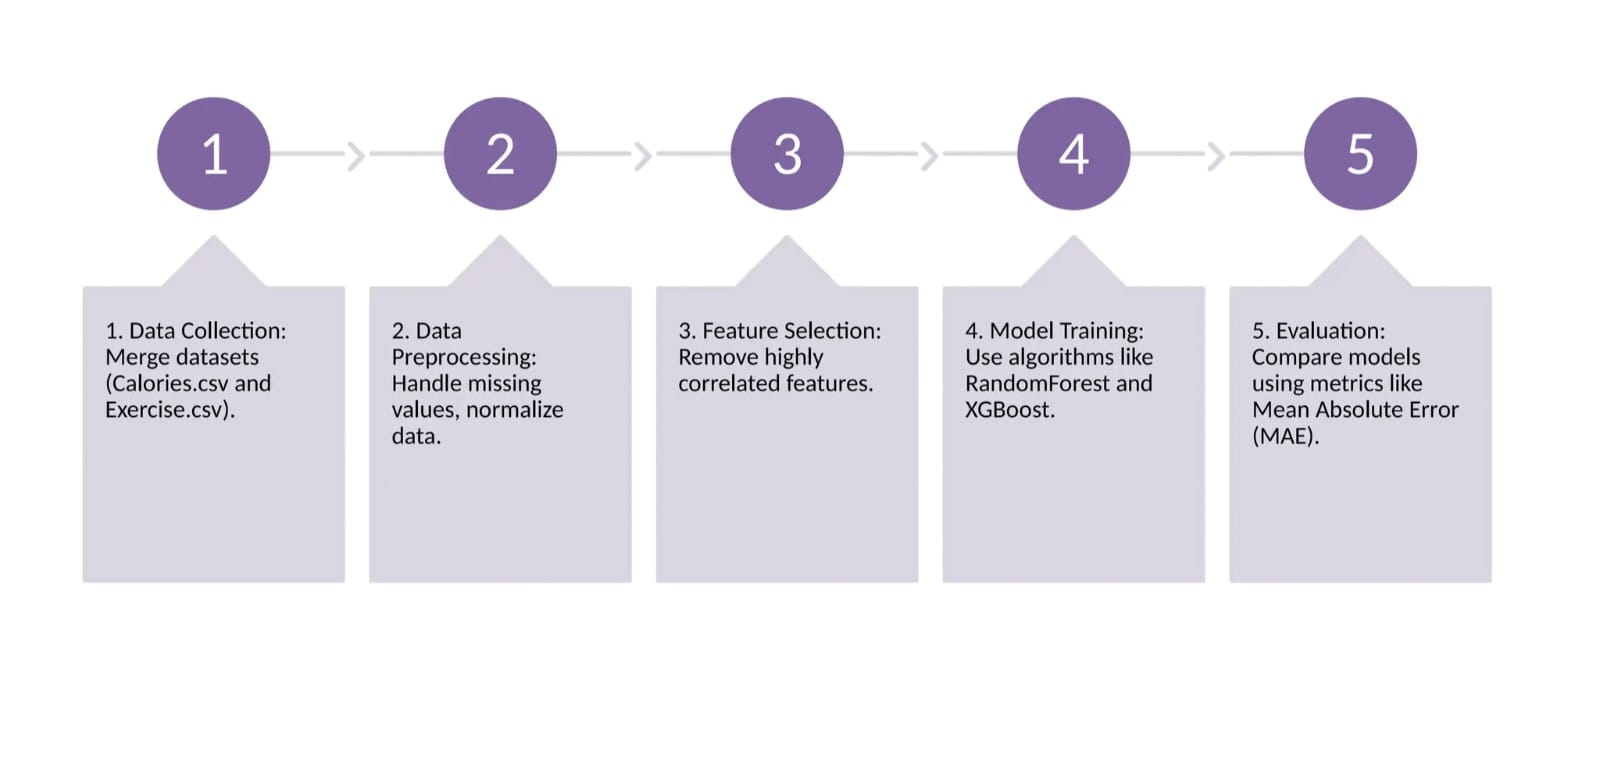 1
2
3
4
5
1. Data Collection:
Merge datasets
(Calories.csv and
Exercise.csv).
2. Data
Preprocessing:
Handle missing
values, normalize
data.
3. Feature Selection:
Remove highly
correlated features.
4. Model Training:
Use algorithms like
RandomForest and
XGBoost.
5. Evaluation:
Compare models
using metrics like
Mean Absolute Error
(MAE).